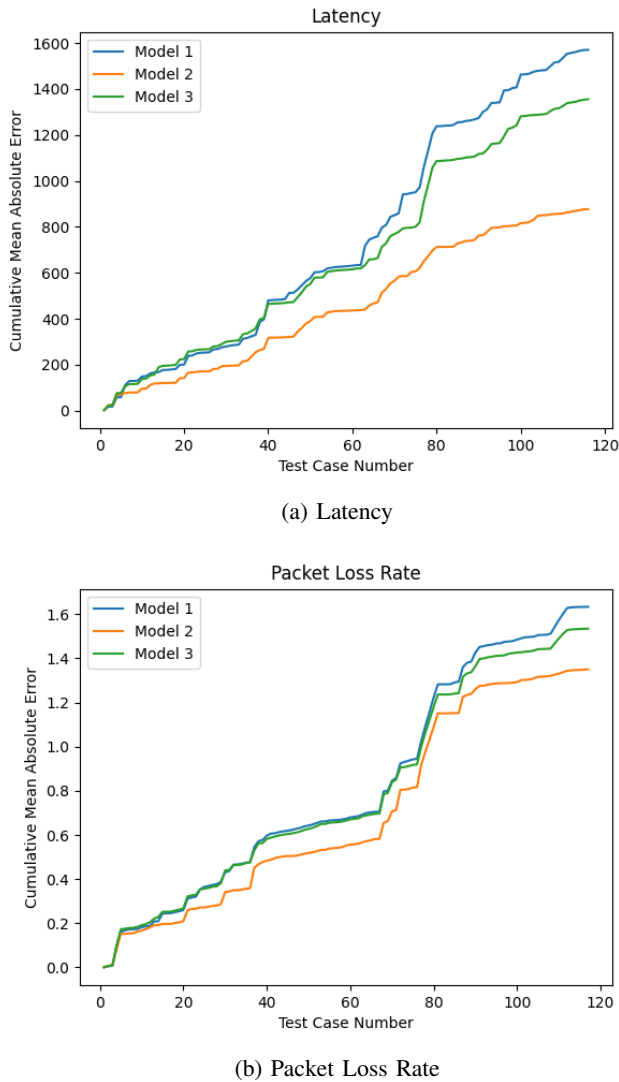 Latency
Cumulative Mean Absolute Error
1600
1400
1200
1000
800
600
400
200
0
Model 1
Model 2
Model 3
0 20 40 60 80 100 120
Test Case Number
(a) Latency
Packet Loss Rate
Cumulative Mean Absolute Error
1.6
1.4
1.2
1.0
0.8
0.6
0.4
0.2
0.0
Model 1
Model 2
Model 3
0 20 40 60 80 100 120
Test Case Number
(b) Packet Loss Rate